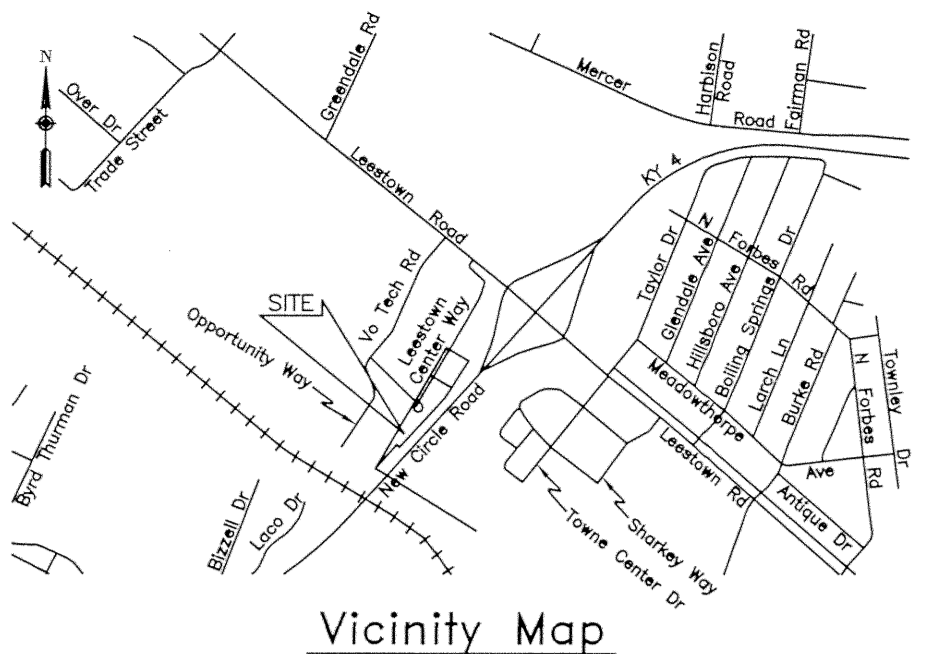 N
Over Dr
Trade Street
Greendale Rd
Mercer
Road
Harbison
Road
Fairman Rd
Leestown Road
KY 4
Taylor Dr
N Forbes Rd
Glendale Ave
Hillsboro Ave
Boiling Springs Dr
Larch Ln
Burke Rd
N Forbes Rd
Townley Dr
Vo Tech Rd
Leestown
Center Way
SITE
Opportunity Way
New Circle Road
Meadowthorpe Ave
Leestown Rd
Antique Dr
Sharkey Way
Towne Center Dr
Byrd Thurman Dr
Bizzell Dr
Laco Dr
Vicinity Map